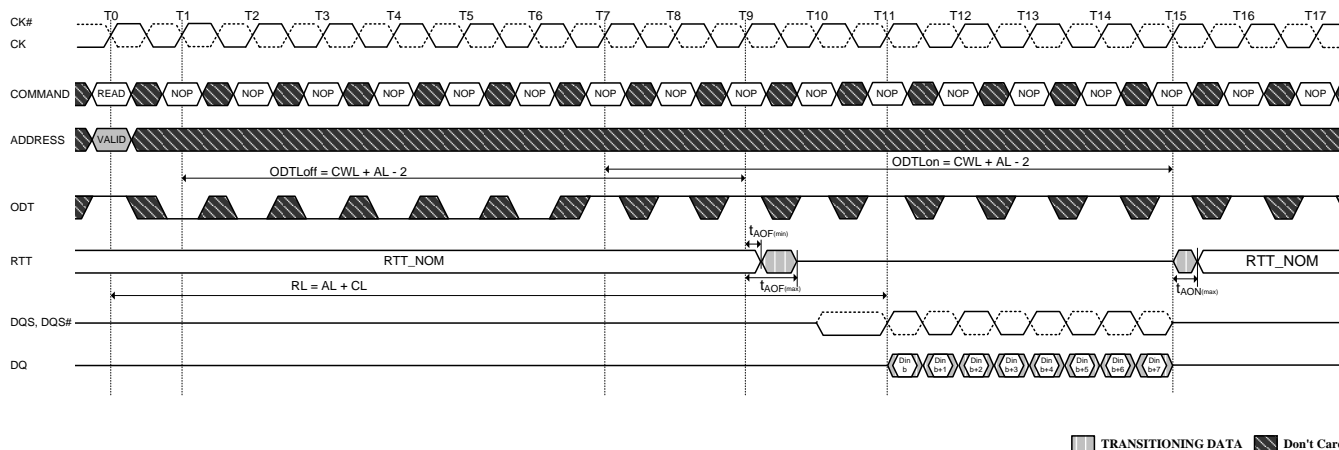 T0 T1 T2 T3 T4 T5 T6 T7 T8 T9 T10 T11 T12 T13 T14 T15 T16 T17
CK#
CK
COMMAND READ NOP NOP NOP NOP NOP NOP NOP NOP NOP NOP NOP NOP NOP NOP NOP NOP NOP
ADDRESS VALID
ODTLoff = CWL + AL - 2 ODTLon = CWL + AL - 2
ODT
tAOF(min)
RTT RTT_NOM RTT_NOM
RL = AL + CL tAOF(max) tAON(max)
DQS, DQS#
DQ Din b Din b+1 Din b+2 Din b+3 Din b+4 Din b+5 Din b+6 Din b+7
TRANSITIONING DATA Don't Care